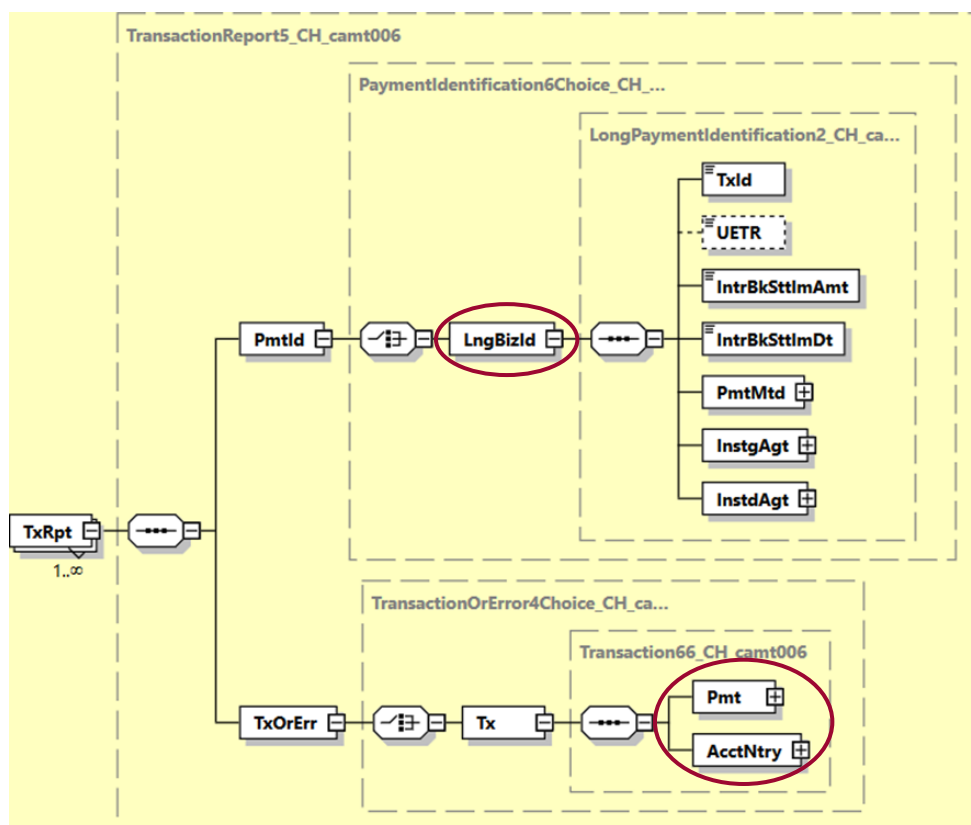 TransactionReport5_CH_camt006
PaymentIdentification6Choice_CH_...
LongPaymentIdentification2_CH_ca...
TxId
UETR
IntrBkSttlmAmt
PmtId
LngBizId
IntrBkSttlmDt
PmtMtd
InstgAgt
InstdAgt
TxRpt
1..∞
TransactionOrError4Choice_CH_ca...
Transaction66_CH_camt006
Pmt
TxOrErr
Tx
AcctNtry